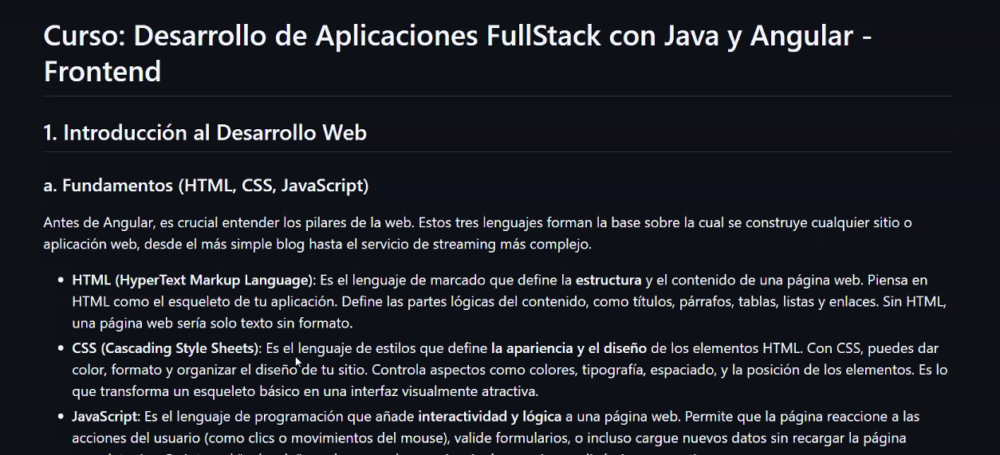 Curso: Desarrollo de Aplicaciones FullStack con Java y Angular -
Frontend
1. Introducción al Desarrollo Web
a. Fundamentos (HTML, CSS, JavaScript)
Antes de Angular, es crucial entender los pilares de la web. Estos tres lenguajes forman la base sobre la cual se construye cualquier sitio o
aplicación web, desde el más simple blog hasta el servicio de streaming más complejo.
• HTML (HyperText Markup Language): Es el lenguaje de marcado que define la estructura y el contenido de una página web. Piensa en
HTML como el esqueleto de tu aplicación. Define las partes lógicas del contenido, como títulos, párrafos, tablas, listas y enlaces. Sin HTML,
una página web sería solo texto sin formato.
• CSS (Cascading Style Sheets): Es el lenguaje de estilos que define la apariencia y el diseño de los elementos HTML. Con CSS, puedes dar
color, formato y organizar el diseño de tu sitio. Controla aspectos como colores, tipografía, espaciado, y la posición de los elementos. Es lo
que transforma un esqueleto básico en una interfaz visualmente atractiva.
• JavaScript: Es el lenguaje de programación que añade interactividad y lógica a una página web. Permite que la página reaccione a las
acciones del usuario (como clics o movimientos del mouse), valide formularios, o incluso cargue nuevos datos sin recargar la página